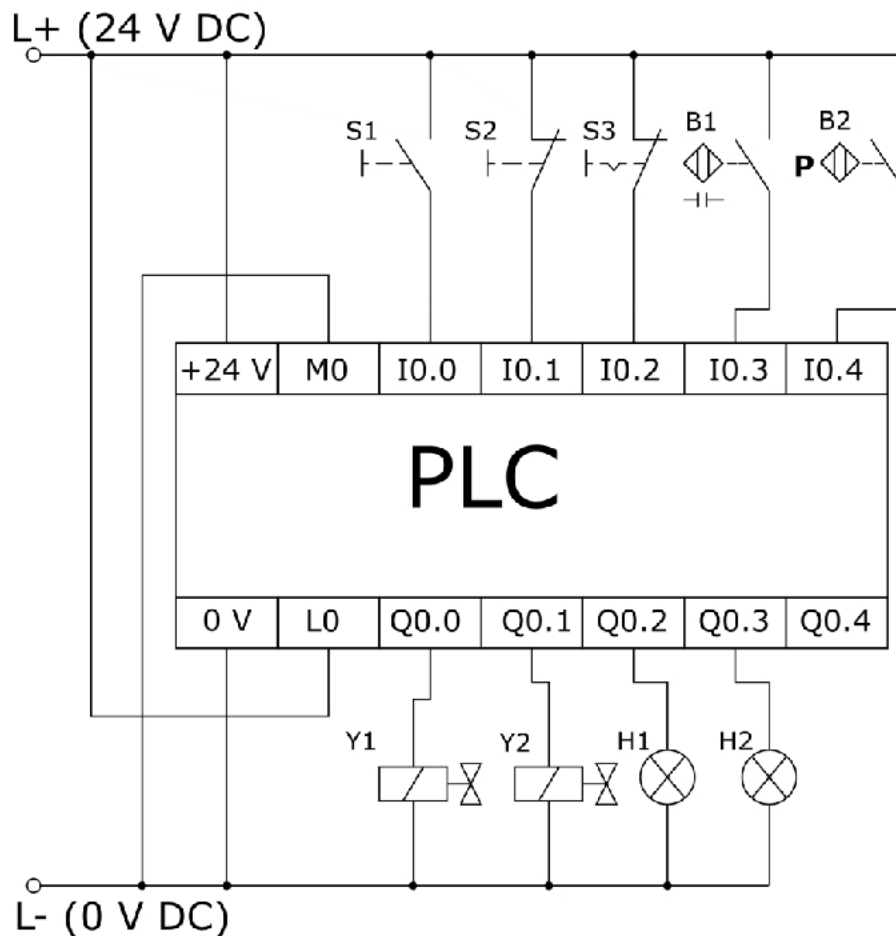 L+ (24 V DC)
S1 S2 S3 B1 B2
P
+24 V M0 I0.0 I0.1 I0.2 I0.3 I0.4
PLC
0 V L0 Q0.0 Q0.1 Q0.2 Q0.3 Q0.4
Y1 Y2 H1 H2
L- (0 V DC)